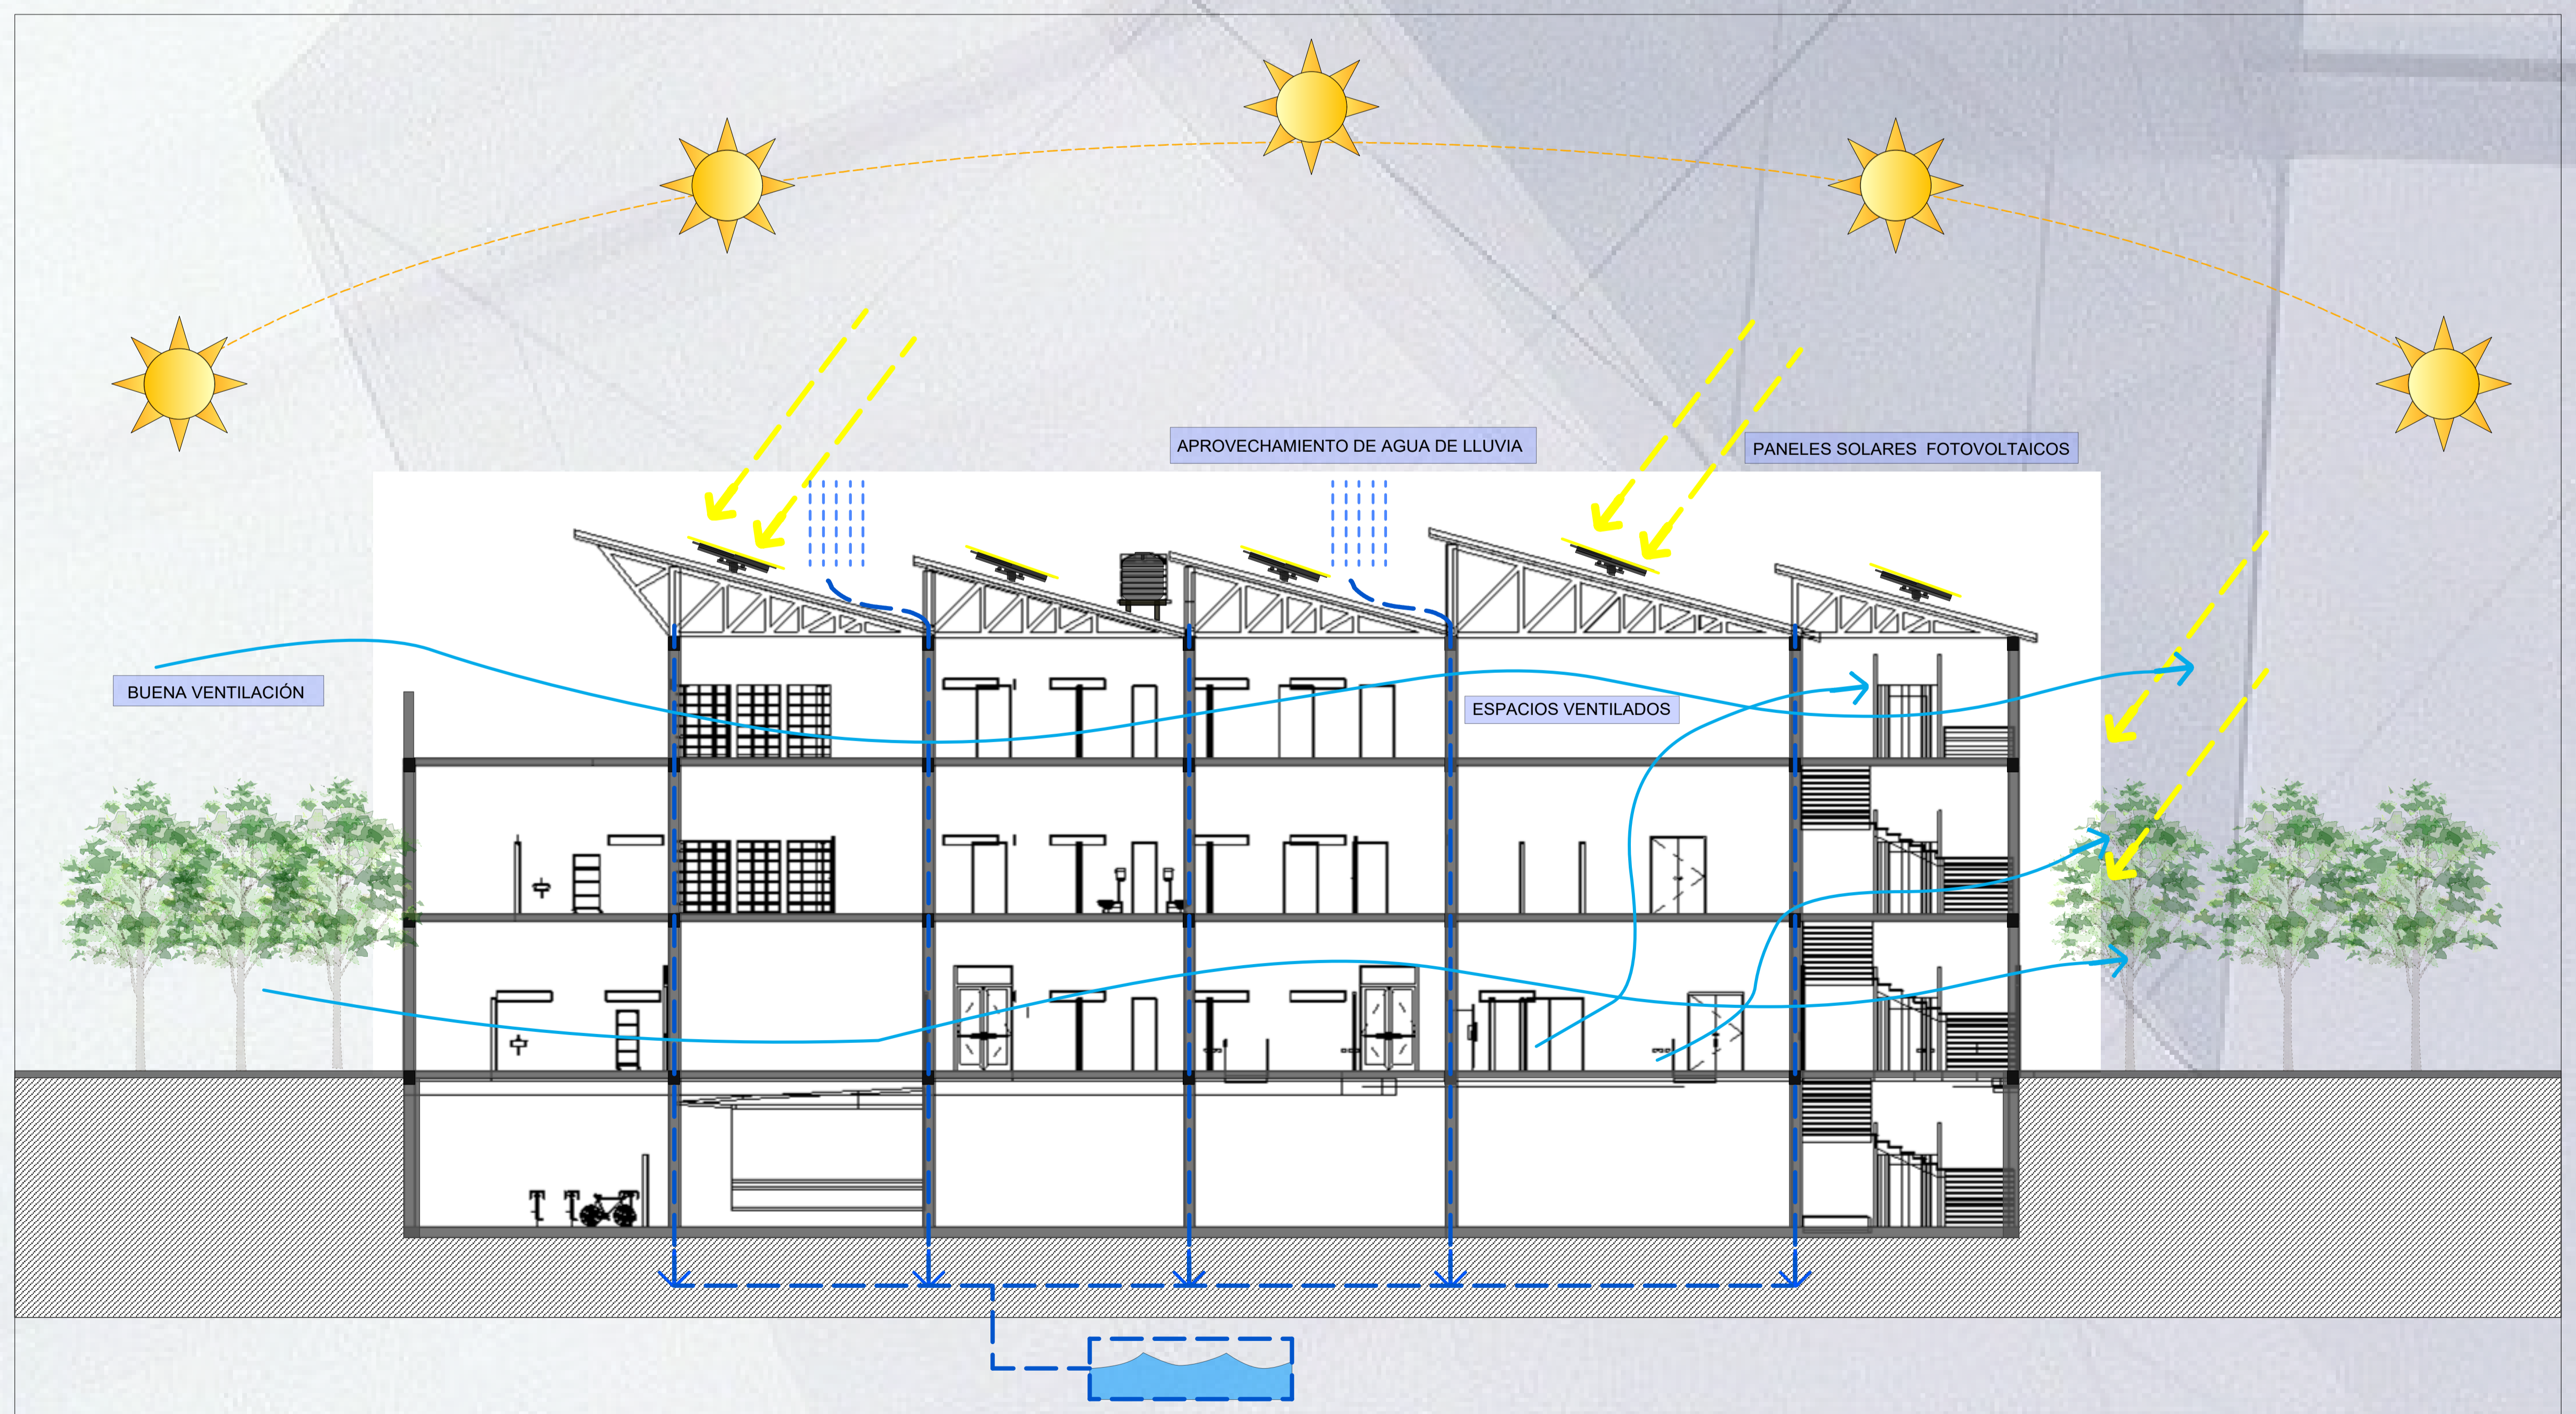 APROVECHAMIENTO DE AGUA DE LLUVIA
PANELES SOLARES FOTOVOLTAICOS
BUENA VENTILACIÓN
ESPACIOS VENTILADOS